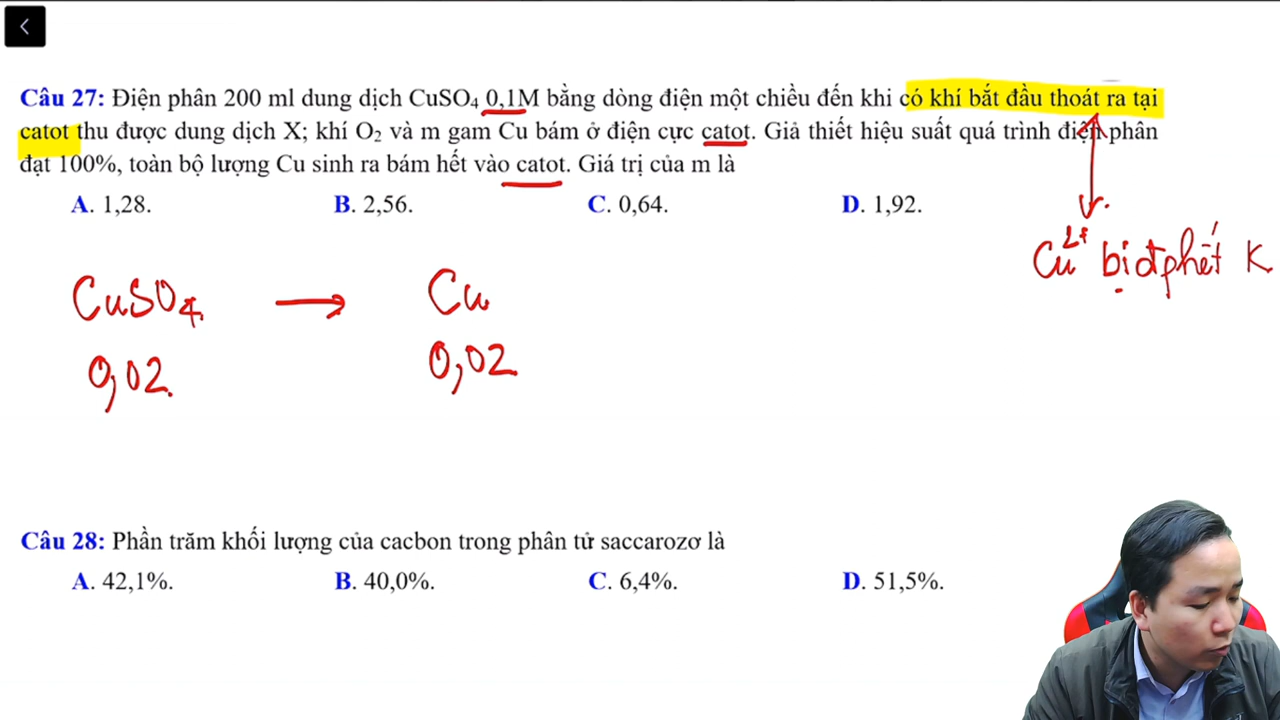 Câu 27: Điện phân 200 ml dung dịch CuSO₄ 0,1M bằng dòng điện một chiều đến khi có khí bắt đầu thoát ra tại
catot thu được dung dịch X; khí O₂ và m gam Cu bám ở điện cực catot. Giả thiết hiệu suất quá trình điện phân
đạt 100%, toàn bộ lượng Cu sinh ra bám hết vào catot. Giá trị của m là
A. 1,28. B. 2,56. C. 0,64. D. 1,92.
Cu²⁺ bị đphết K
CuSO₄ → Cu
0,02 0,02
Câu 28: Phần trăm khối lượng của cacbon trong phân tử saccarozơ là
A. 42,1%. B. 40,0%. C. 6,4%. D. 51,5%.